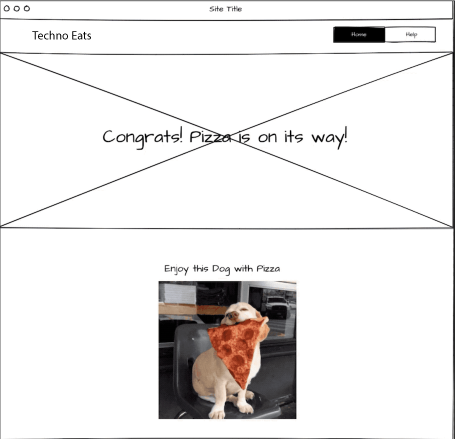 Site Title
Techno Eats
Home
Help
Congrats! Pizza is on its way!
Enjoy this Dog with Pizza